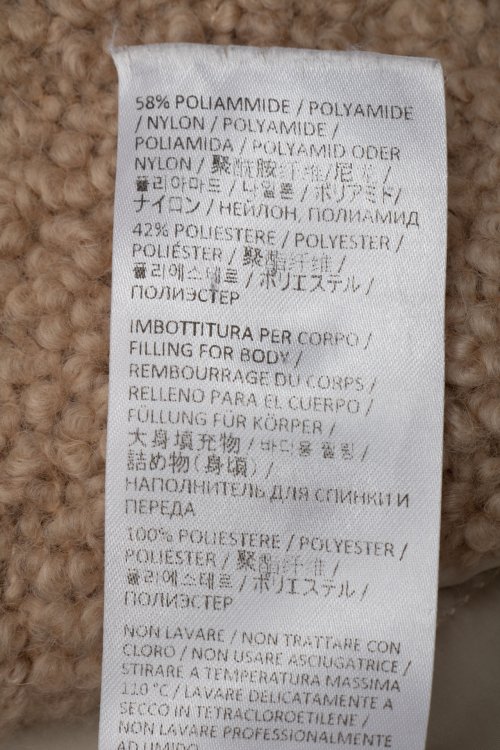 58% POLIAMMIDE / POLYAMIDE
/ NYLON / POLYAMIDE /
POLIAMIDA / POLYAMID ODER
NYLON / 聚酰胺纤维/尼龙 /
폴리아마드 / 나일론 / ポリアミド/
ナイロン / НЕЙЛОН, ПОЛИАМИД
42% POLIESTERE / POLYESTER /
POLIÉSTER / 聚酯纤维 /
폴리에스테르 / ポリエステル /
ПОЛИЭСТЕР
IMBOTTITURA PER CORPO /
FILLING FOR BODY /
REMBOURRAGE DU CORPS /
RELLENO PARA EL CUERPO /
FÜLLUNG FÜR KÖRPER /
大身填充物 / 바디용 필링 /
詰め物(身頃) /
НАПОЛНИТЕЛЬ ДЛЯ СПИНКИ И
ПЕРЕДА
100% POLIESTERE / POLYESTER /
POLIÉSTER / 聚酯纤维 /
폴리에스테르 / ポリエステル /
ПОЛИЭСТЕР
NON LAVARE / NON TRATTARE CON
CLORO / NON USARE ASCIUGATRICE /
STIRARE A TEMPERATURA MASSIMA
110 °C / LAVARE DELICATAMENTE A
SECCO IN TETRACLOROETILENE /
NON LAVARE PROFESSIONALMENTE
AD UMIDO